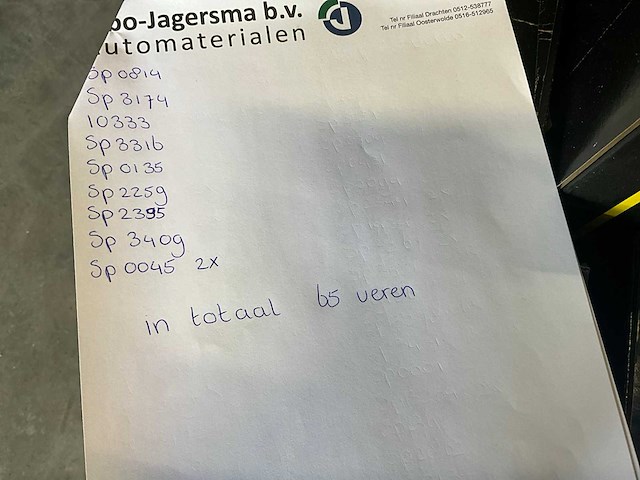 bo-Jagersma b.v.
utomaterialen
Tel nr Filiaal Drachten 0512-538777
Tel nr Filiaal Oosterwolde 0516-512965
Sp 0814
Sp 3174
10333
Sp 3316
Sp 0135
Sp 2259
Sp 2395
Sp 3409
Sp 0045 2x
in totaal 65 veren